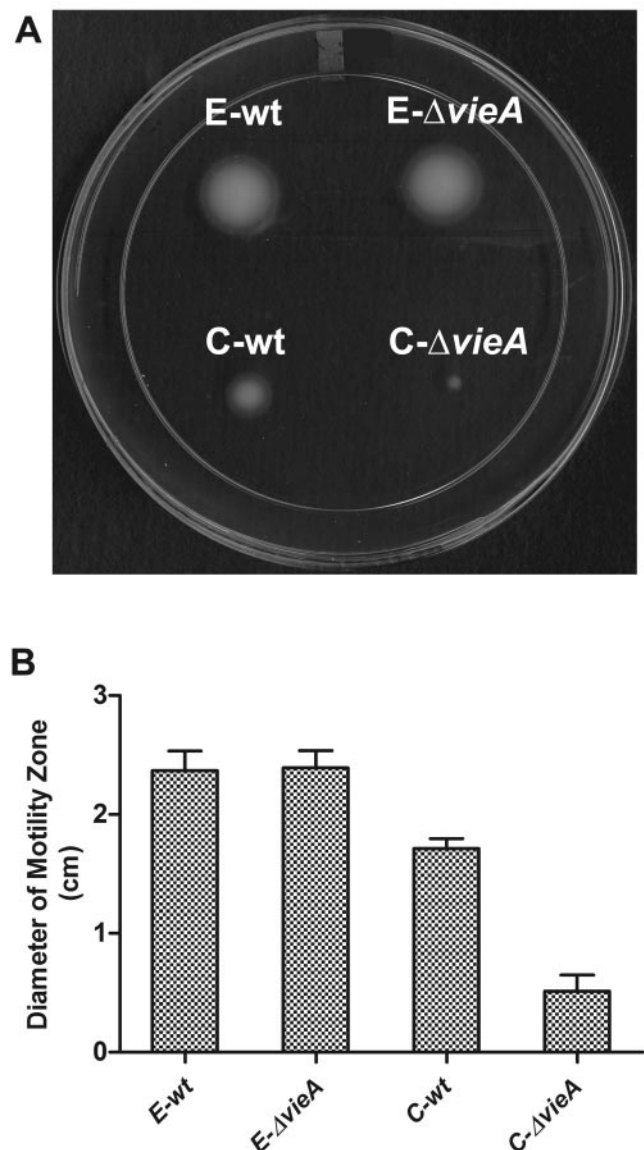 A
E-wt E-ΔvieA
C-wt C-ΔvieA
B
Diameter of Motility Zone
(cm)
3
2
1
0
E-wt E-ΔvieA C-wt C-ΔvieA